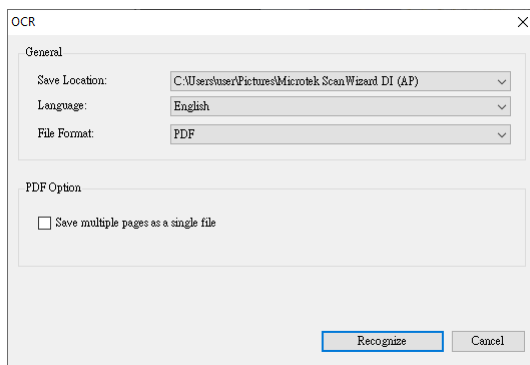 OCR
General
Save Location: C:\Users\user\Pictures\Microtek ScanWizard DI (AP)
Language: English
File Format: PDF
PDF Option
Save multiple pages as a single file
Recognize Cancel